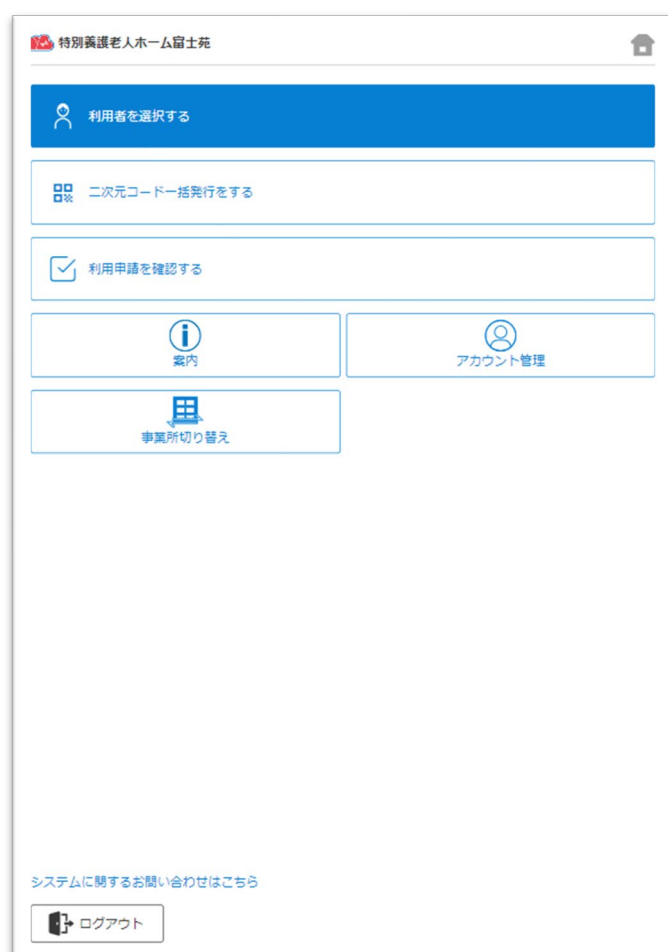 特別養護老人ホーム富士苑
利用者を選択する
二次元コード一括発行をする
利用申請を確認する
案内
アカウント管理
事業所切り替え
システムに関するお問い合わせはこちら
ログアウト